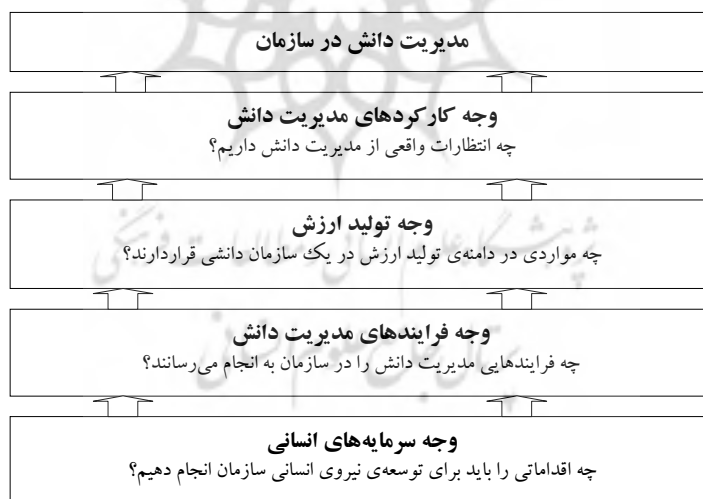 مدیریت دانش در سازمان
وجه کارکردهای مدیریت دانش
چه انتظارات واقعی از مدیریت دانش داریم؟
وجه تولید ارزش
چه مواردی در دامنه‌ی تولید ارزش در یک سازمان دانشی قراردارند؟
وجه فرایندهای مدیریت دانش
چه فرایندهایی مدیریت دانش را در سازمان به انجام می‌رسانند؟
وجه سرمایه‌های انسانی
چه اقداماتی را باید برای توسعه‌ی نیروی انسانی سازمان انجام دهیم؟